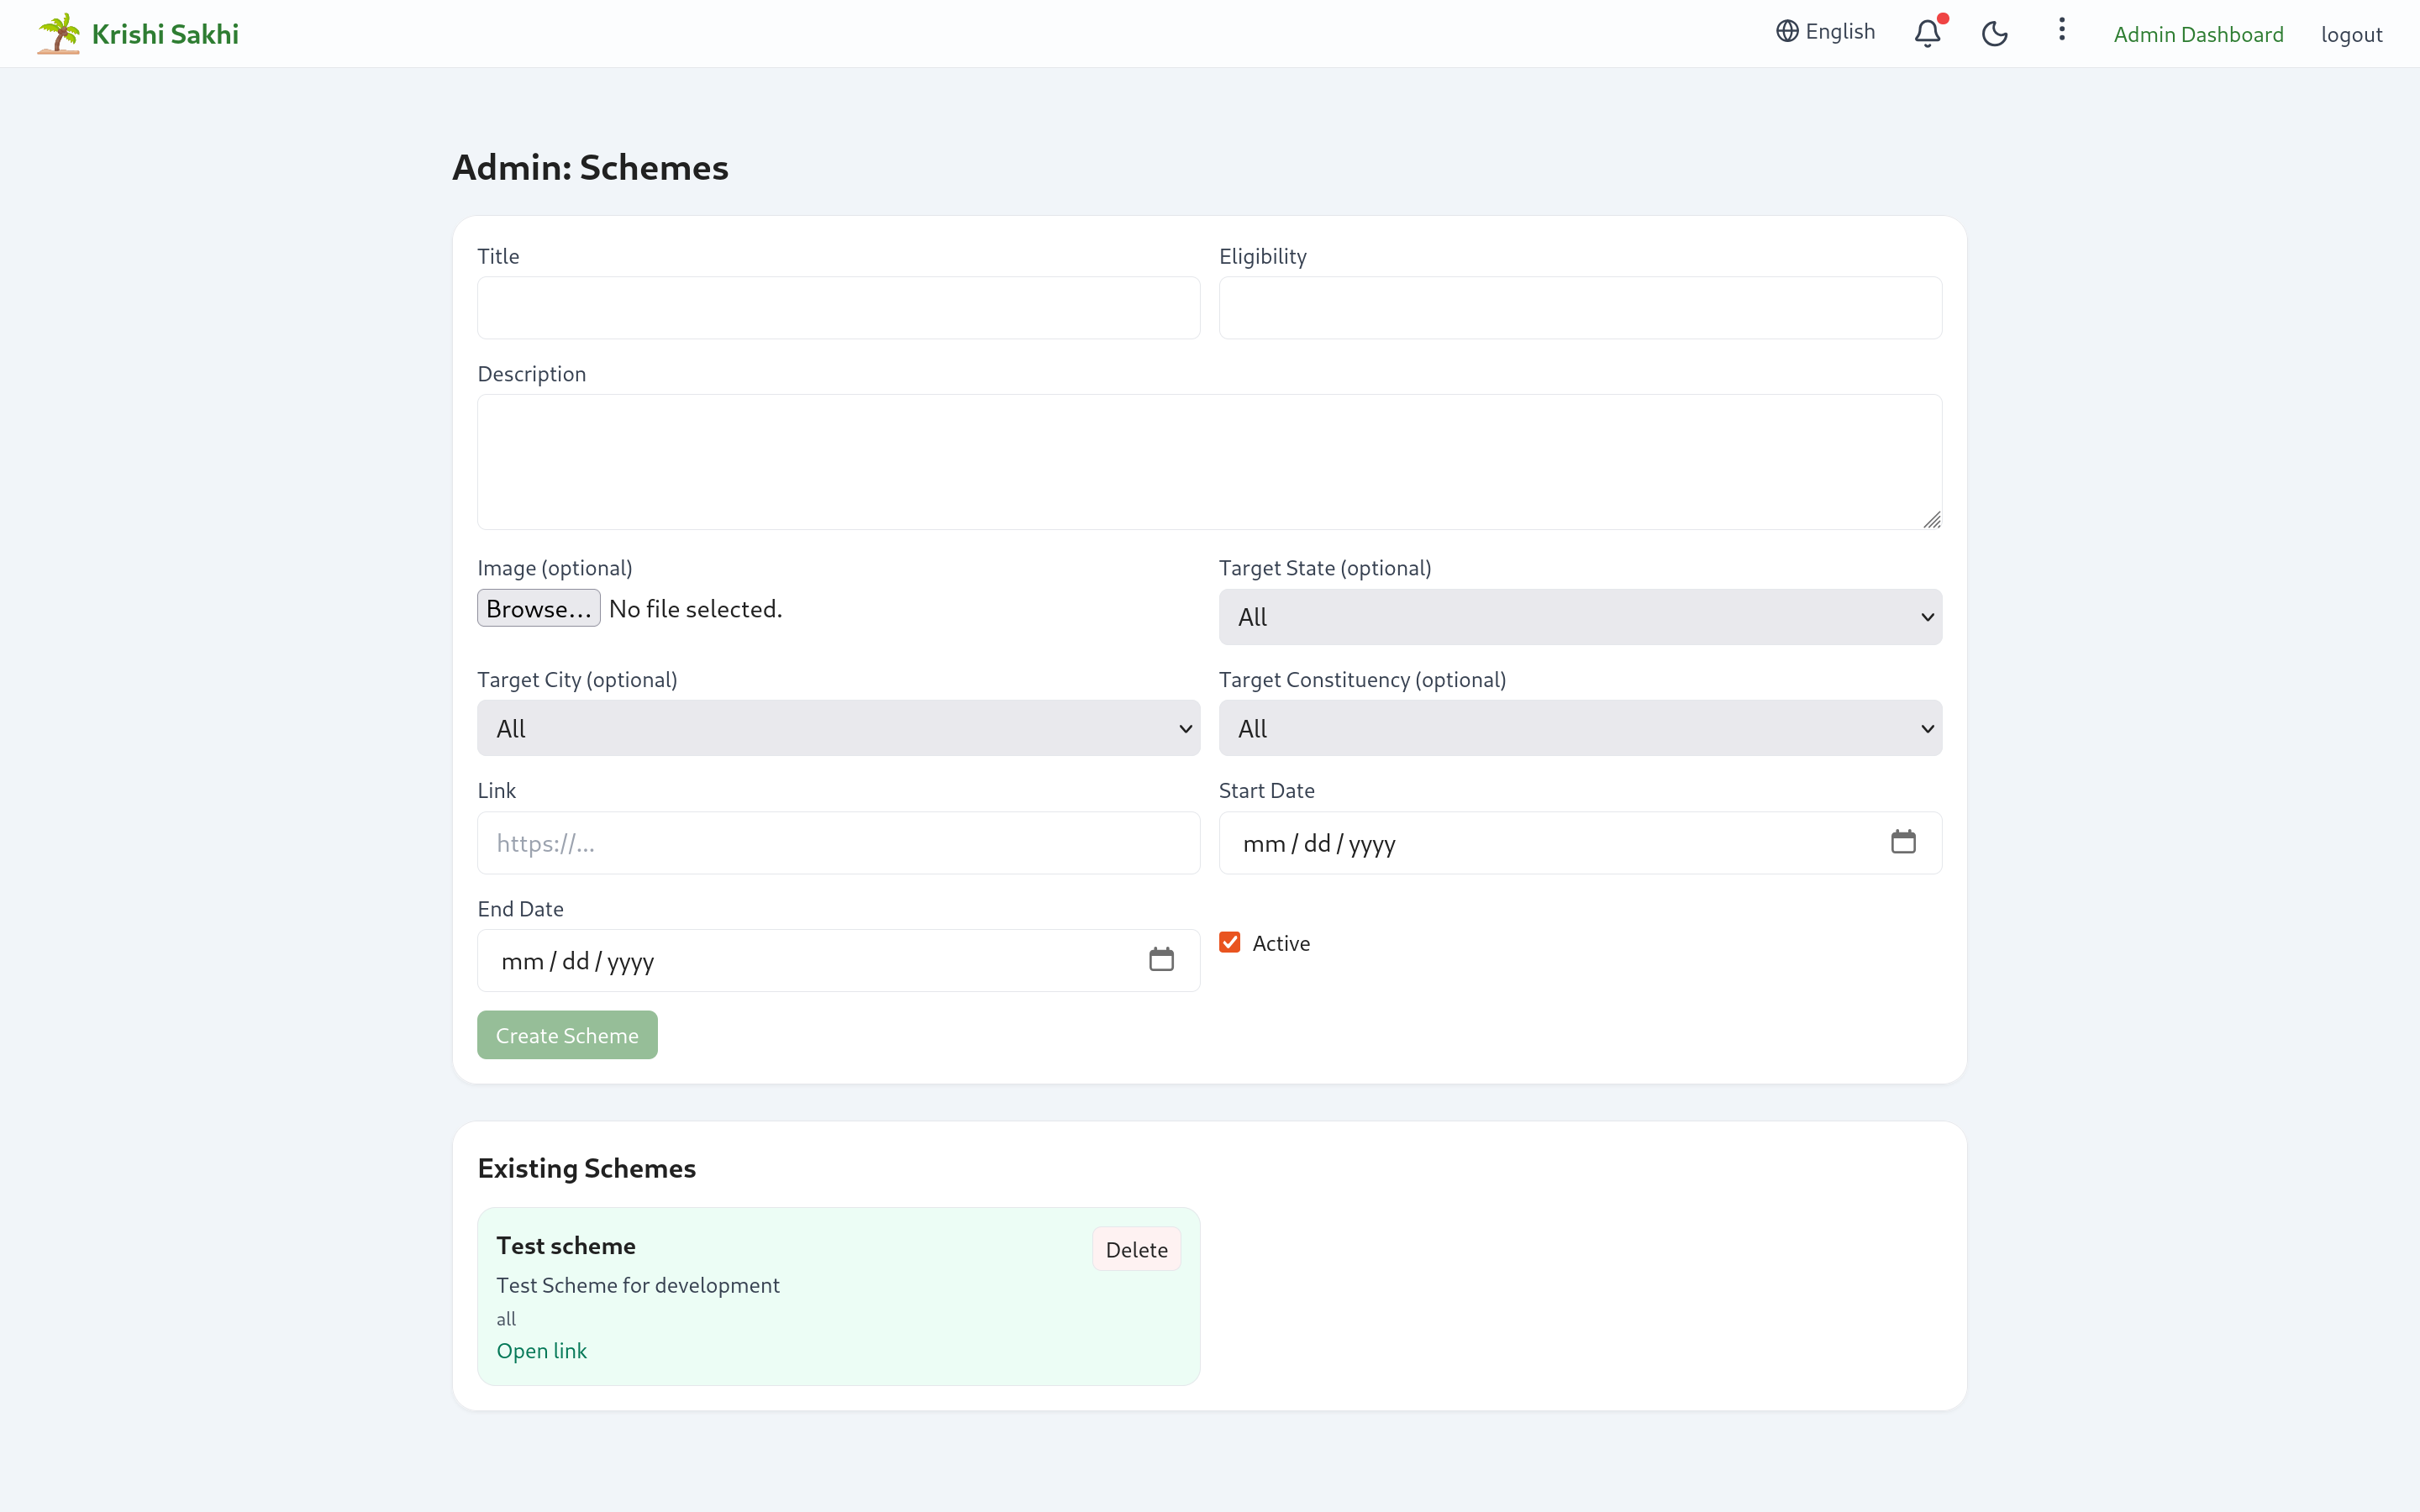 Krishi Sakhi
English
Admin Dashboard
logout
Admin: Schemes
Title
Eligibility
Description
Image (optional)
Browse... No file selected.
Target State (optional)
All
Target City (optional)
All
Target Constituency (optional)
All
Link
https://...
Start Date
mm / dd / yyyy
End Date
mm / dd / yyyy
Active
Create Scheme
Existing Schemes
Test scheme
Delete
Test Scheme for development
all
Open link